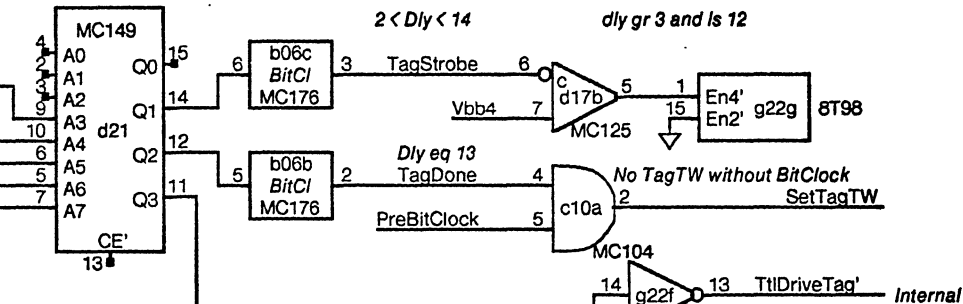 2 < Dly < 14
dly gr 3 and ls 12
MC149
4
A0
15
Q0
b06c
6
BitCl
3
TagStrobe
6
c
5
1
En4'
2
A1
MC176
d17b
15
En2'
g22g
8T98
3
A2
14
Q1
Vbb4
7
MC125
9
A3
10
A4
d21
12
Q2
Dly eq 13
6
A5
b06b
2
TagDone
4
No TagTW without BitClock
5
A6
11
5
BitCl
c10a
2
SetTagTW
7
A7
Q3
MC176
PreBitClock
5
CE'
MC104
13
14
g22f
13
TtlDriveTag'
Internal